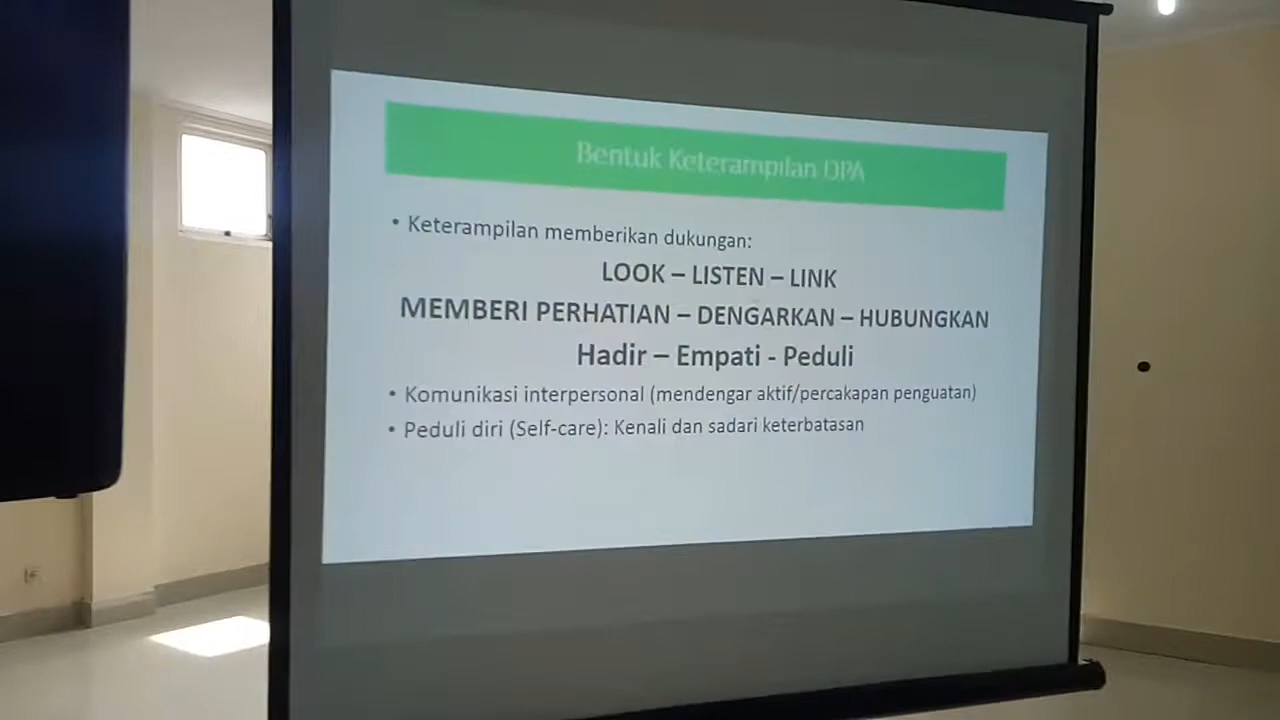 Bentuk Keterampilan DPA
• Keterampilan memberikan dukungan:
LOOK – LISTEN – LINK
MEMBERI PERHATIAN – DENGARKAN – HUBUNGKAN
Hadir – Empati - Peduli
• Komunikasi interpersonal (mendengar aktif/percakapan penguatan)
• Peduli diri (Self-care): Kenali dan sadari keterbatasan